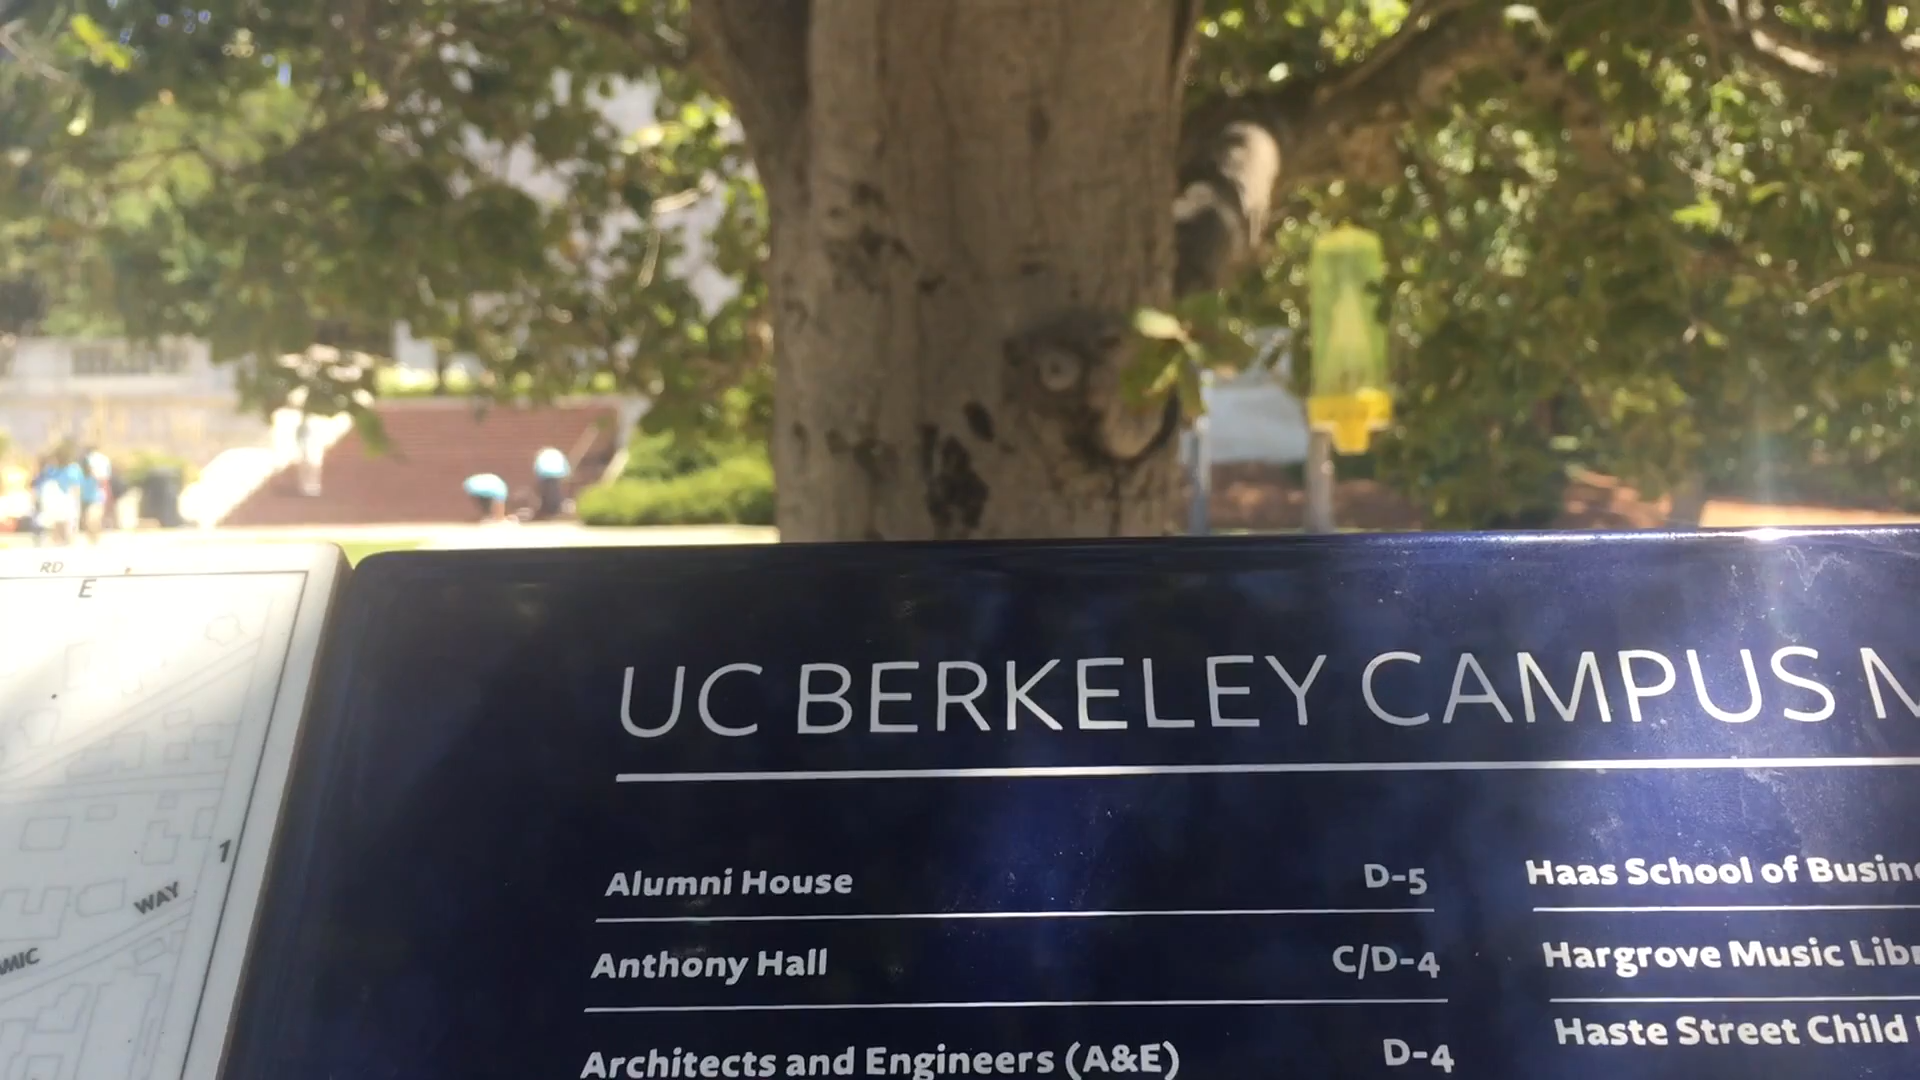 RD
E
1
WAY
UC BERKELEY CAMPUS
Alumni House D-5
Anthony Hall C/D-4
Architects and Engineers (A&E) D-4
Haas School of
Hargrove Music
Haste Street Child